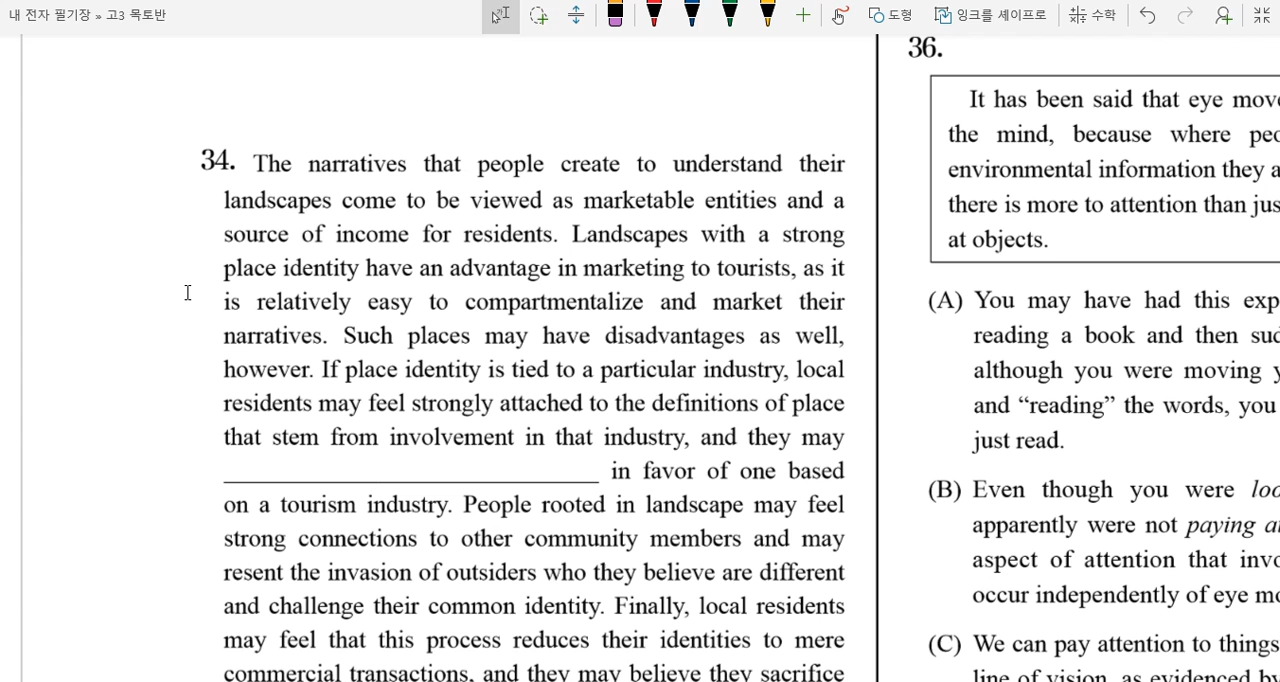 내 전자 필기장 » 고3 목토반
도형
잉크를 셰이프로
수학
34. The narratives that people create to understand their
landscapes come to be viewed as marketable entities and a
source of income for residents. Landscapes with a strong
place identity have an advantage in marketing to tourists, as it
is relatively easy to compartmentalize and market their
narratives. Such places may have disadvantages as well,
however. If place identity is tied to a particular industry, local
residents may feel strongly attached to the definitions of place
that stem from involvement in that industry, and they may
in favor of one based
on a tourism industry. People rooted in landscape may feel
strong connections to other community members and may
resent the invasion of outsiders who they believe are different
and challenge their common identity. Finally, local residents
may feel that this process reduces their identities to mere
commercial transactions, and they may believe they sacrifice
36.
It has been said that eye
the mind, because where
environmental information they
there is more to attention than
at objects.
(A) You may have had this
reading a book and then
although you were moving
and “reading” the words, you
just read.
(B) Even though you were
apparently were not paying
aspect of attention that
occur independently of eye
(C) We can pay attention to things
line of vision, as evidenced by